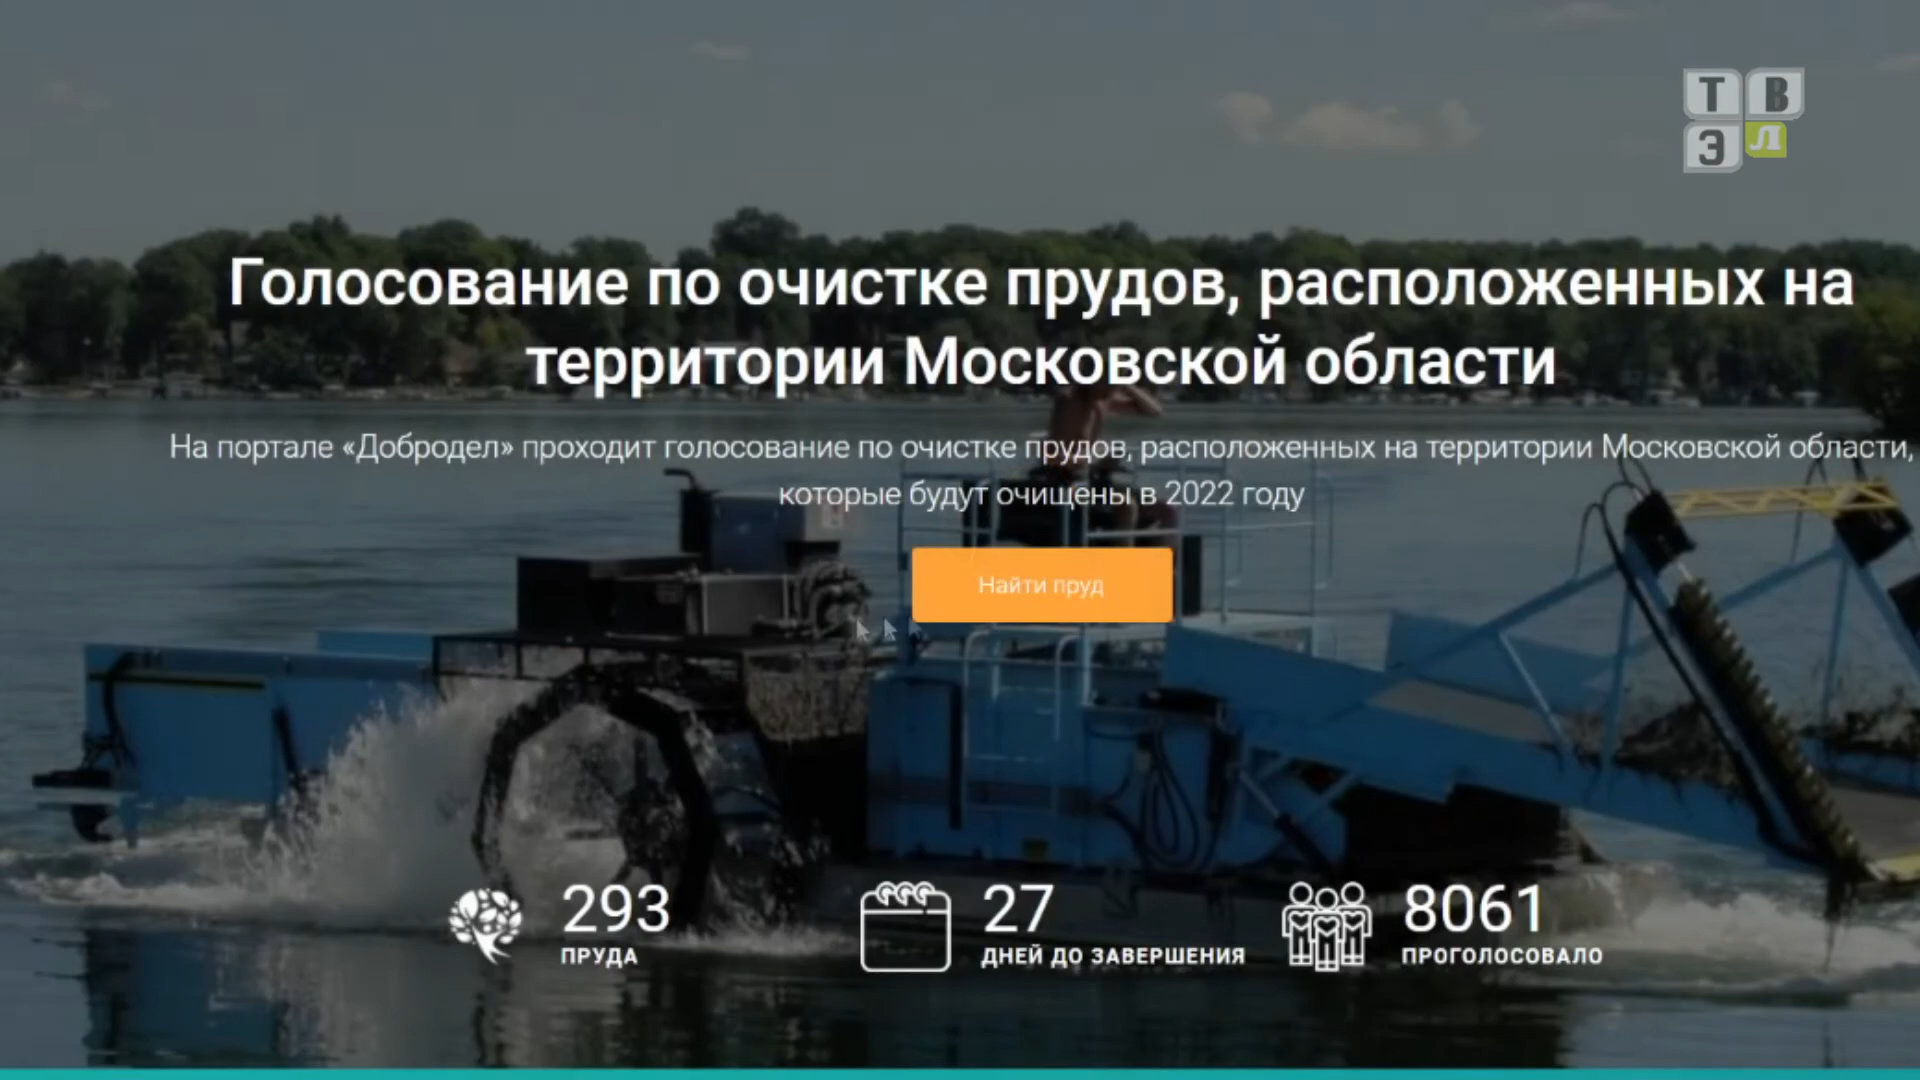 ТВ
ЭЛ
Голосование по очистке прудов, расположенных на
территории Московской области
На портале «Добродел» проходит голосование по очистке прудов, расположенных на территории Московской области,
которые будут очищены в 2022 году
Найти пруд
293
ПРУДА
27
ДНЕЙ ДО ЗАВЕРШЕНИЯ
8061
ПРОГОЛОСОВАЛО